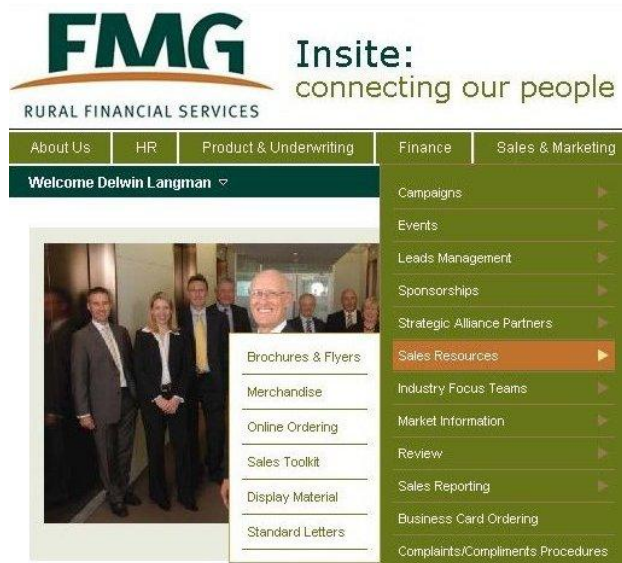 FMG
RURAL FINANCIAL SERVICES
Insite:
connecting our people
About Us
HR
Product & Underwriting
Finance
Sales & Marketing
Welcome Delwin Langman
Campaigns
Events
Leads Management
Sponsorships
Strategic Alliance Partners
Sales Resources
Industry Focus Teams
Market Information
Review
Sales Reporting
Business Card Ordering
Complaints/Compliments Procedures
Brochures & Flyers
Merchandise
Online Ordering
Sales Toolkit
Display Material
Standard Letters